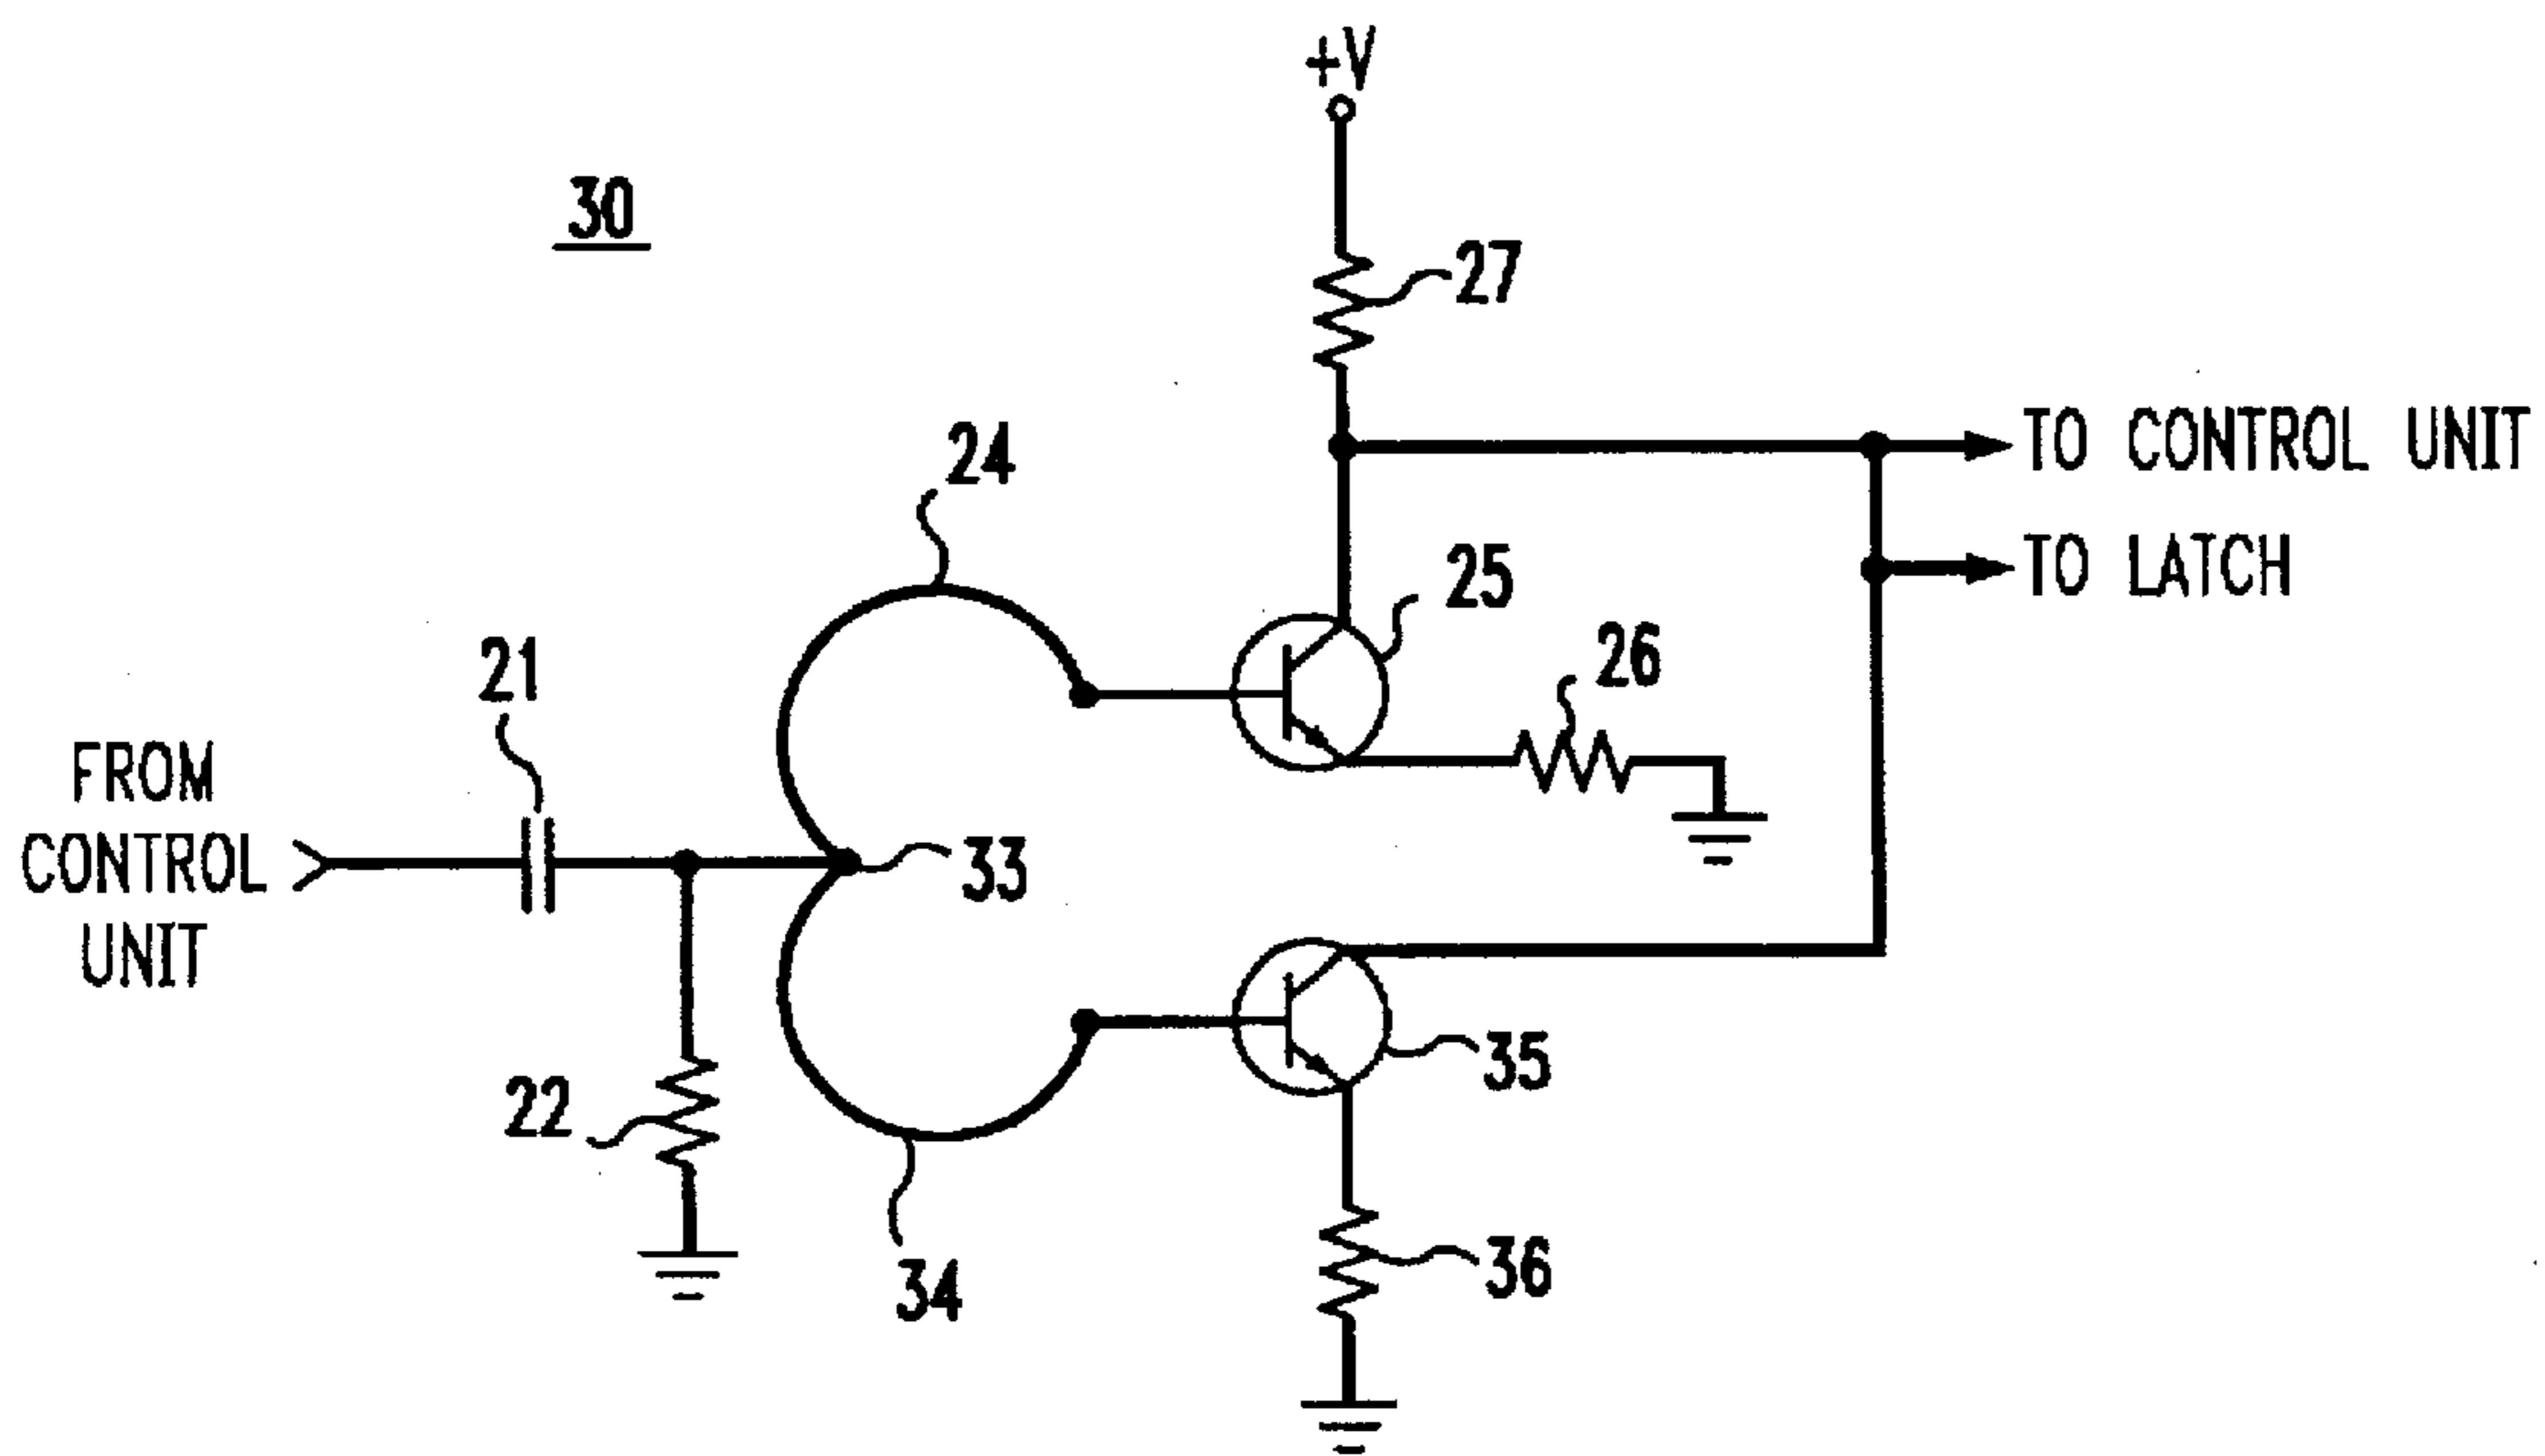 +V
30
27
24
TO CONTROL UNIT
25
TO LATCH
26
21
FROM
CONTROL
UNIT
33
35
22
36
34